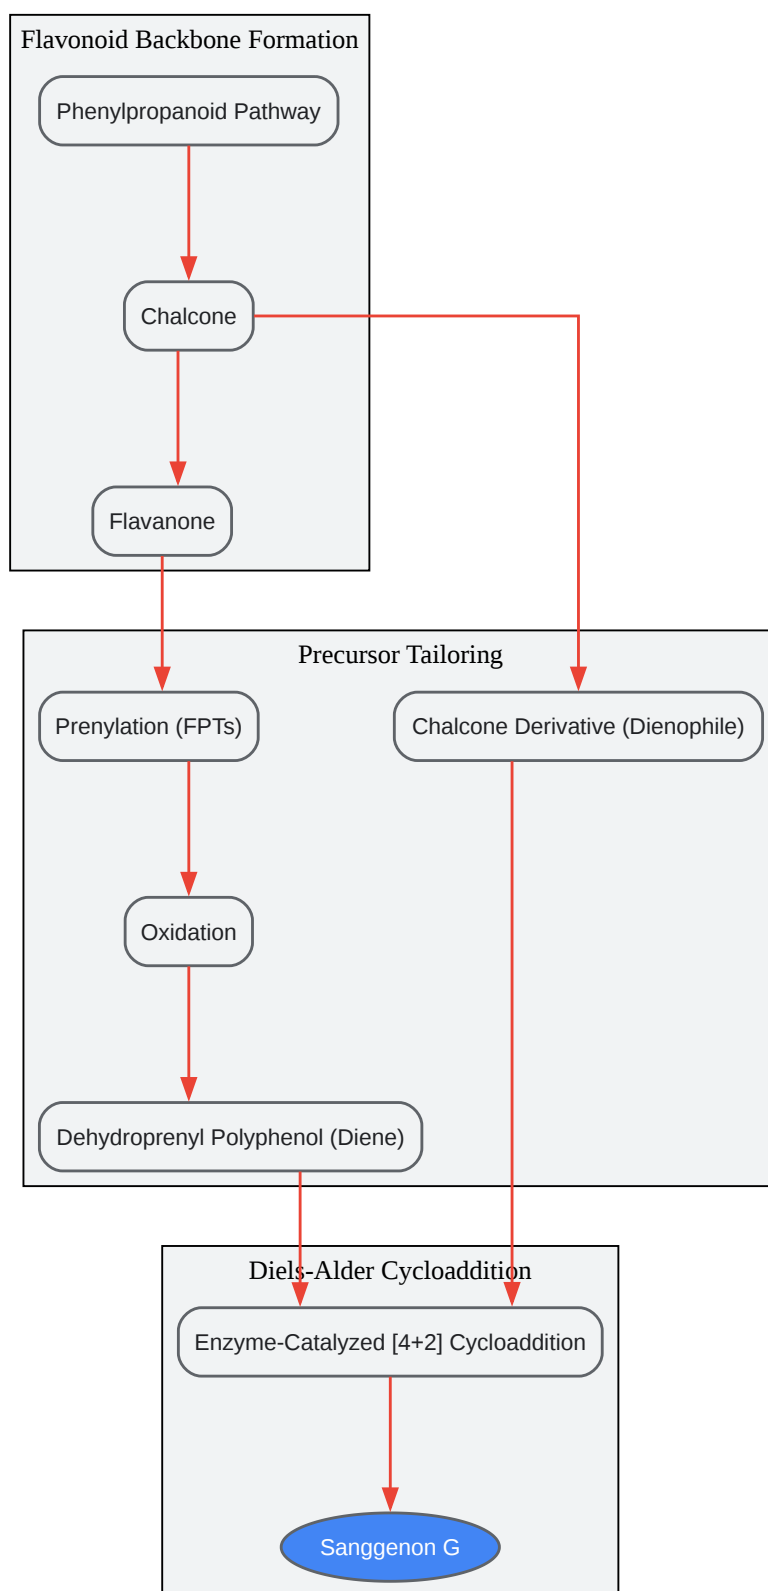 Flavonoid Backbone Formation
Phenylpropanoid Pathway
Chalcone
Flavanone
Precursor Tailoring
Prenylation (FPTs)
Chalcone Derivative (Dienophile)
Oxidation
Dehydroprenyl Polyphenol (Diene)
Diels-Alder Cycloaddition
Enzyme-Catalyzed [4+2] Cycloaddition
Sanggenon G